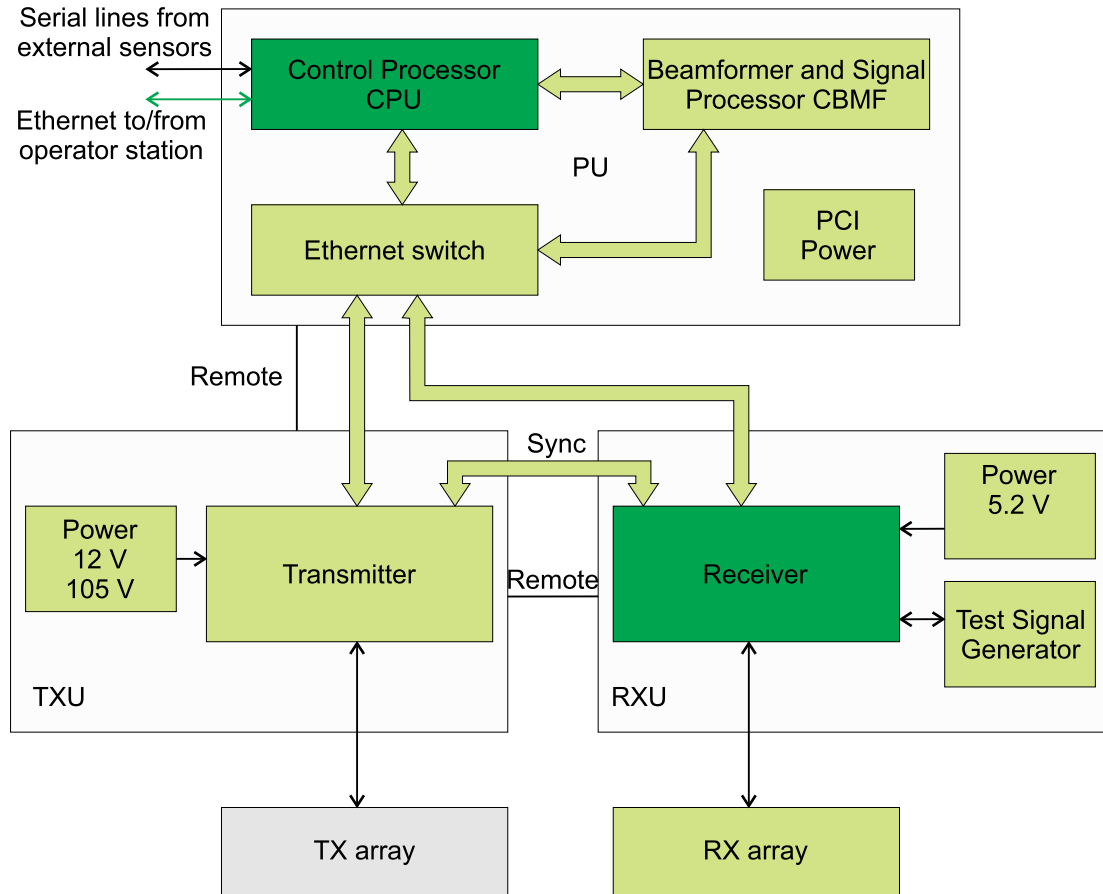 Serial lines from
external sensors
Ethernet to/from
operator station
Control Processor
CPU
Beamformer and Signal
Processor CBMF
PU
Ethernet switch
PCI
Power
Remote
Sync
Power
12 V
105 V
Transmitter
TXU
Remote
Receiver
Power
5.2 V
Test Signal
Generator
RXU
TX array
RX array